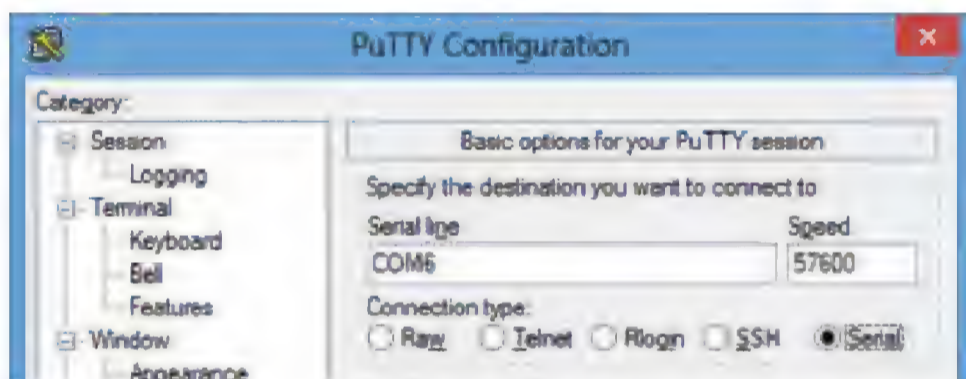 PuTTY Configuration
Category:
Session
Logging
Terminal
Keyboard
Bell
Features
Window
Appearance
Basic options for your PuTTY session
Specify the destination you want to connect to
Serial line
Speed
COM6
57600
Connection type:
Raw
Telnet
Rlogin
SSH
Serial